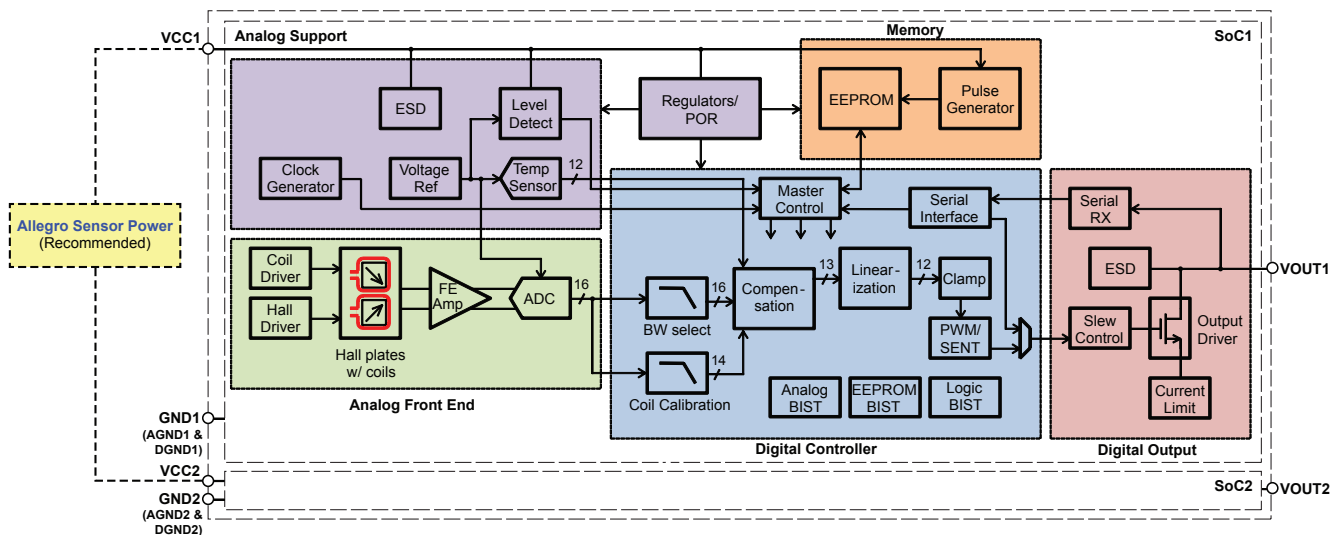 VCC1
Analog Support
Memory
SoC1
ESD
Level
Detect
Regulators/
POR
EEPROM
Pulse
Generator
Clock
Generator
Voltage
Ref
Temp
Sensor
12
Master
Control
Serial
Interface
Serial
RX
Allegro Sensor Power
(Recommended)
Coil
Driver
Hall
Driver
FE
Amp
ADC
16
Hall plates
w/ coils
Analog Front End
BW select
16
Compen-
sation
13
Linear-
ization
12
Clamp
PWM/
SENT
14
Coil Calibration
Analog
BIST
EEPROM
BIST
Logic
BIST
Digital Controller
ESD
VOUT1
Slew
Control
Output
Driver
Current
Limit
Digital Output
GND1
(AGND1 &
DGND1)
VCC2
SoC2
VOUT2
GND2
(AGND2 &
DGND2)